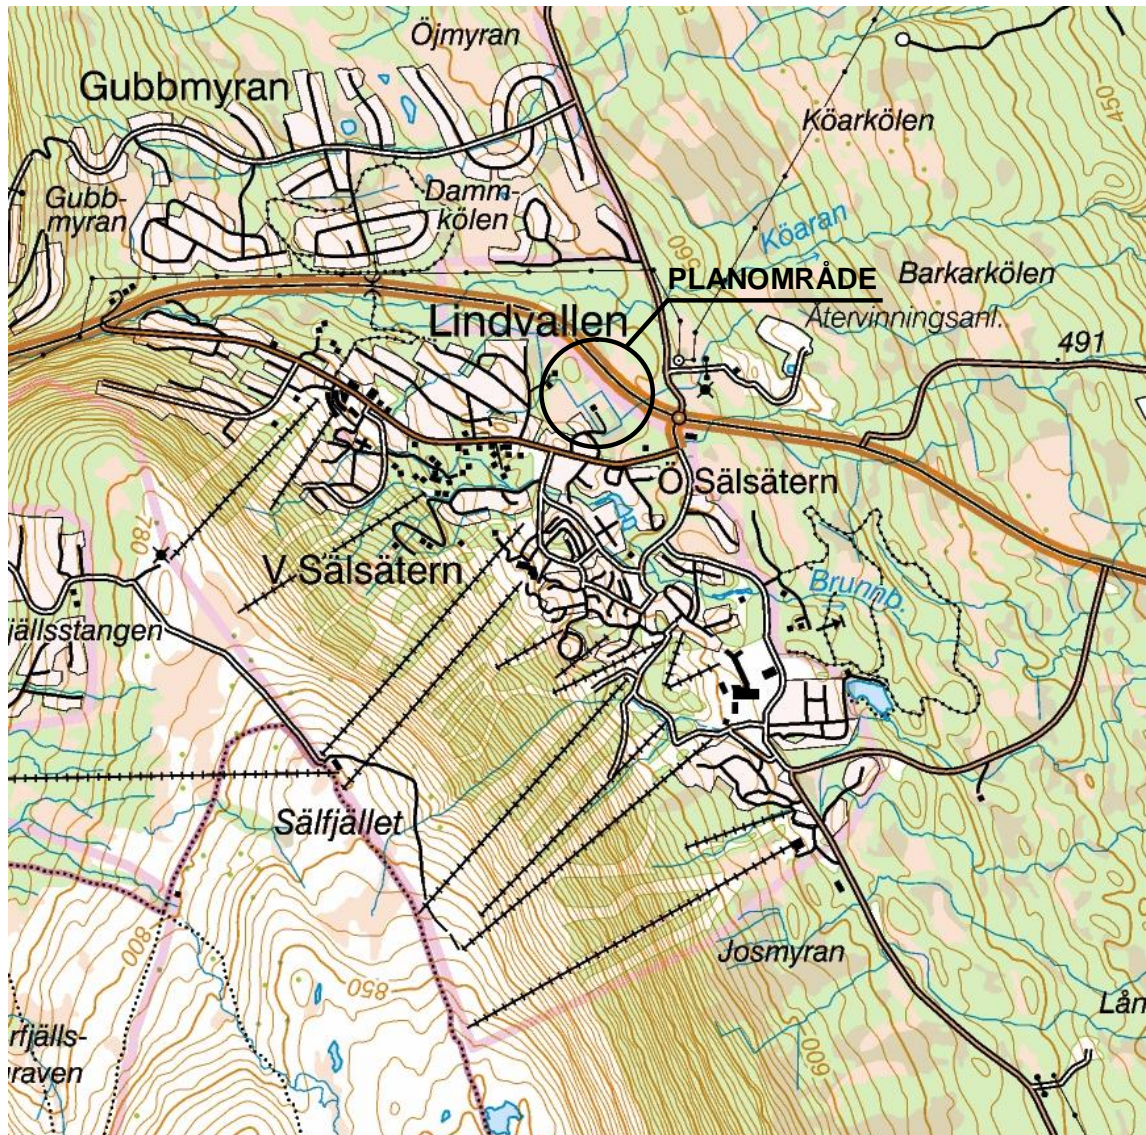 Öjmyran
Gubbmyran
Köarkölen
450
Gubb-
myran
Damm-
kölen
Köaran
560
PLANOMRÅDE
Barkarkölen
Lindvallen
Återvinningsanl.
491
Ö Sälsätern
780
V Sälsätern
Brunnb.
jällsstangen
Sälfjället
800
850
Josmyran
Lån
600
rfjälls-
raven